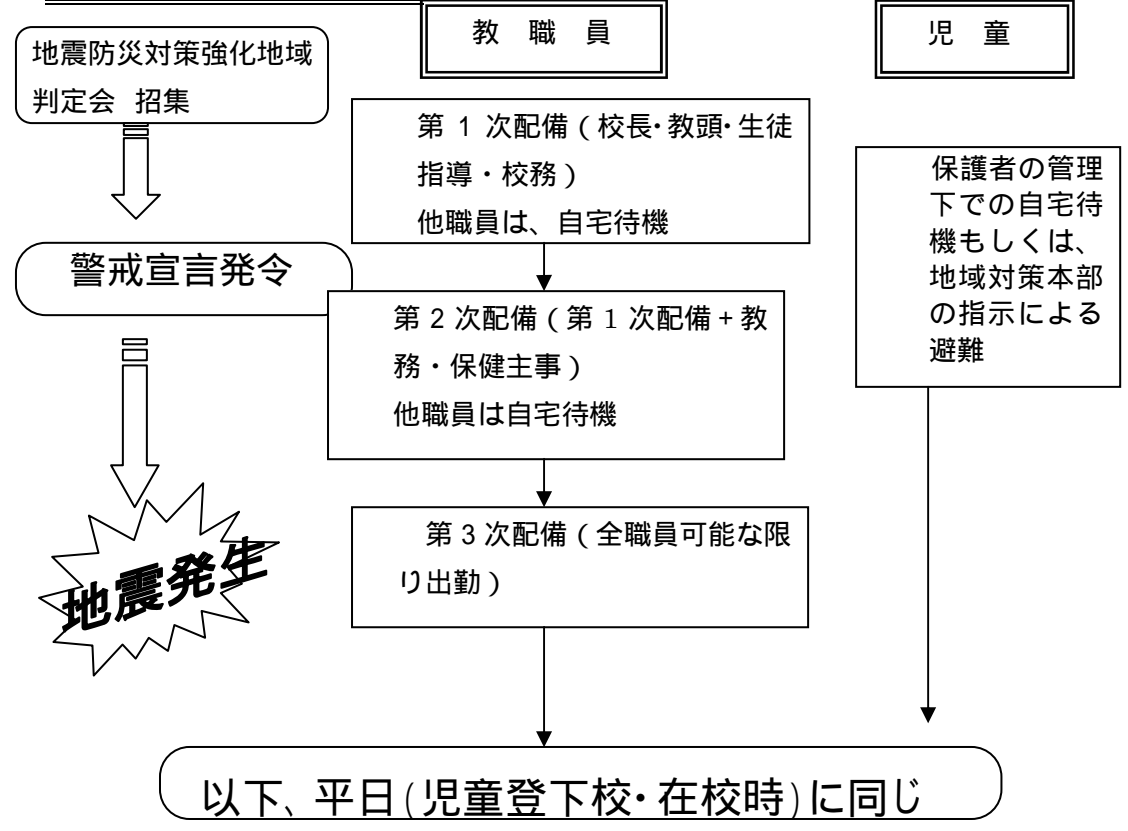 教　職　員
児　童
地震防災対策強化地域
判定会 招集
第 1 次配備（校長・教頭・生徒
指導・校務）
他職員は、自宅待機
保護者の管理
下での自宅待
機もしくは、
地域対策本部
の指示による
避難
警戒宣言発令
第２次配備（第 1 次配備＋教
務・保健主事）
他職員は自宅待機
第３次配備（全職員可能な限
り出勤）
地震発生
以下、平日(児童登下校・在校時)に同じ